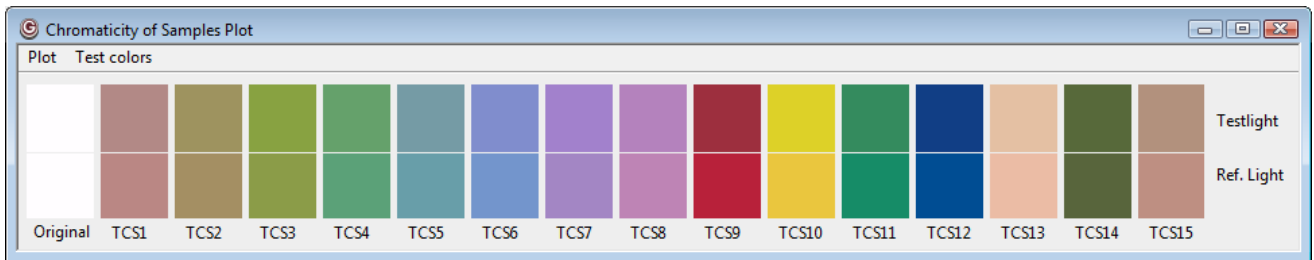 Chromaticity of Samples Plot
Plot Test colors
Testlight
Ref. Light
Original TCS1 TCS2 TCS3 TCS4 TCS5 TCS6 TCS7 TCS8 TCS9 TCS10 TCS11 TCS12 TCS13 TCS14 TCS15